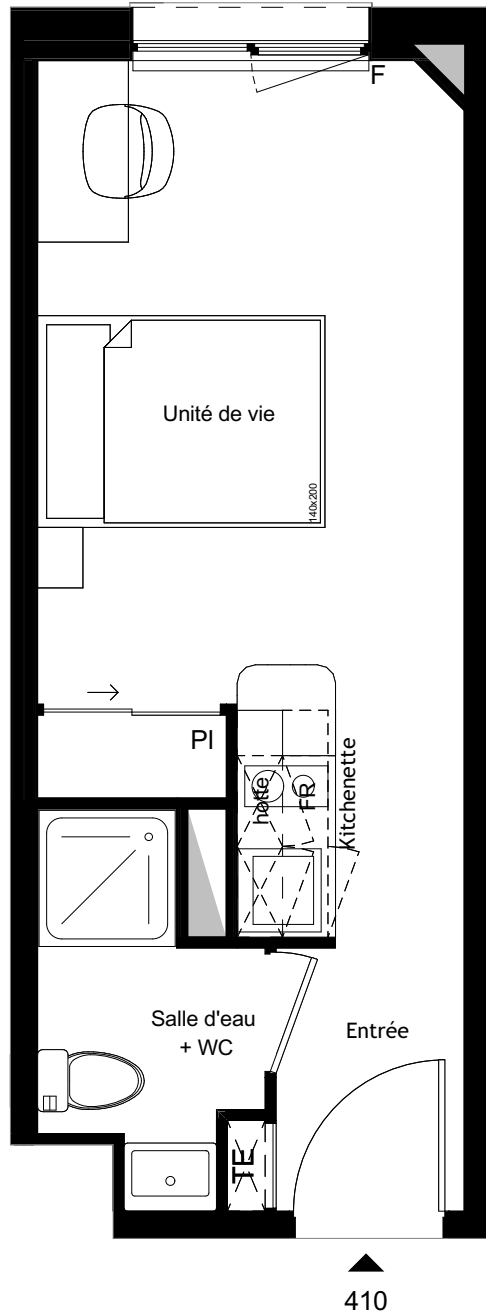 F
Unité de vie
140x200
PI
hotte
FR
Kitchenette
Salle d'eau
+ WC
Entrée
TE
410